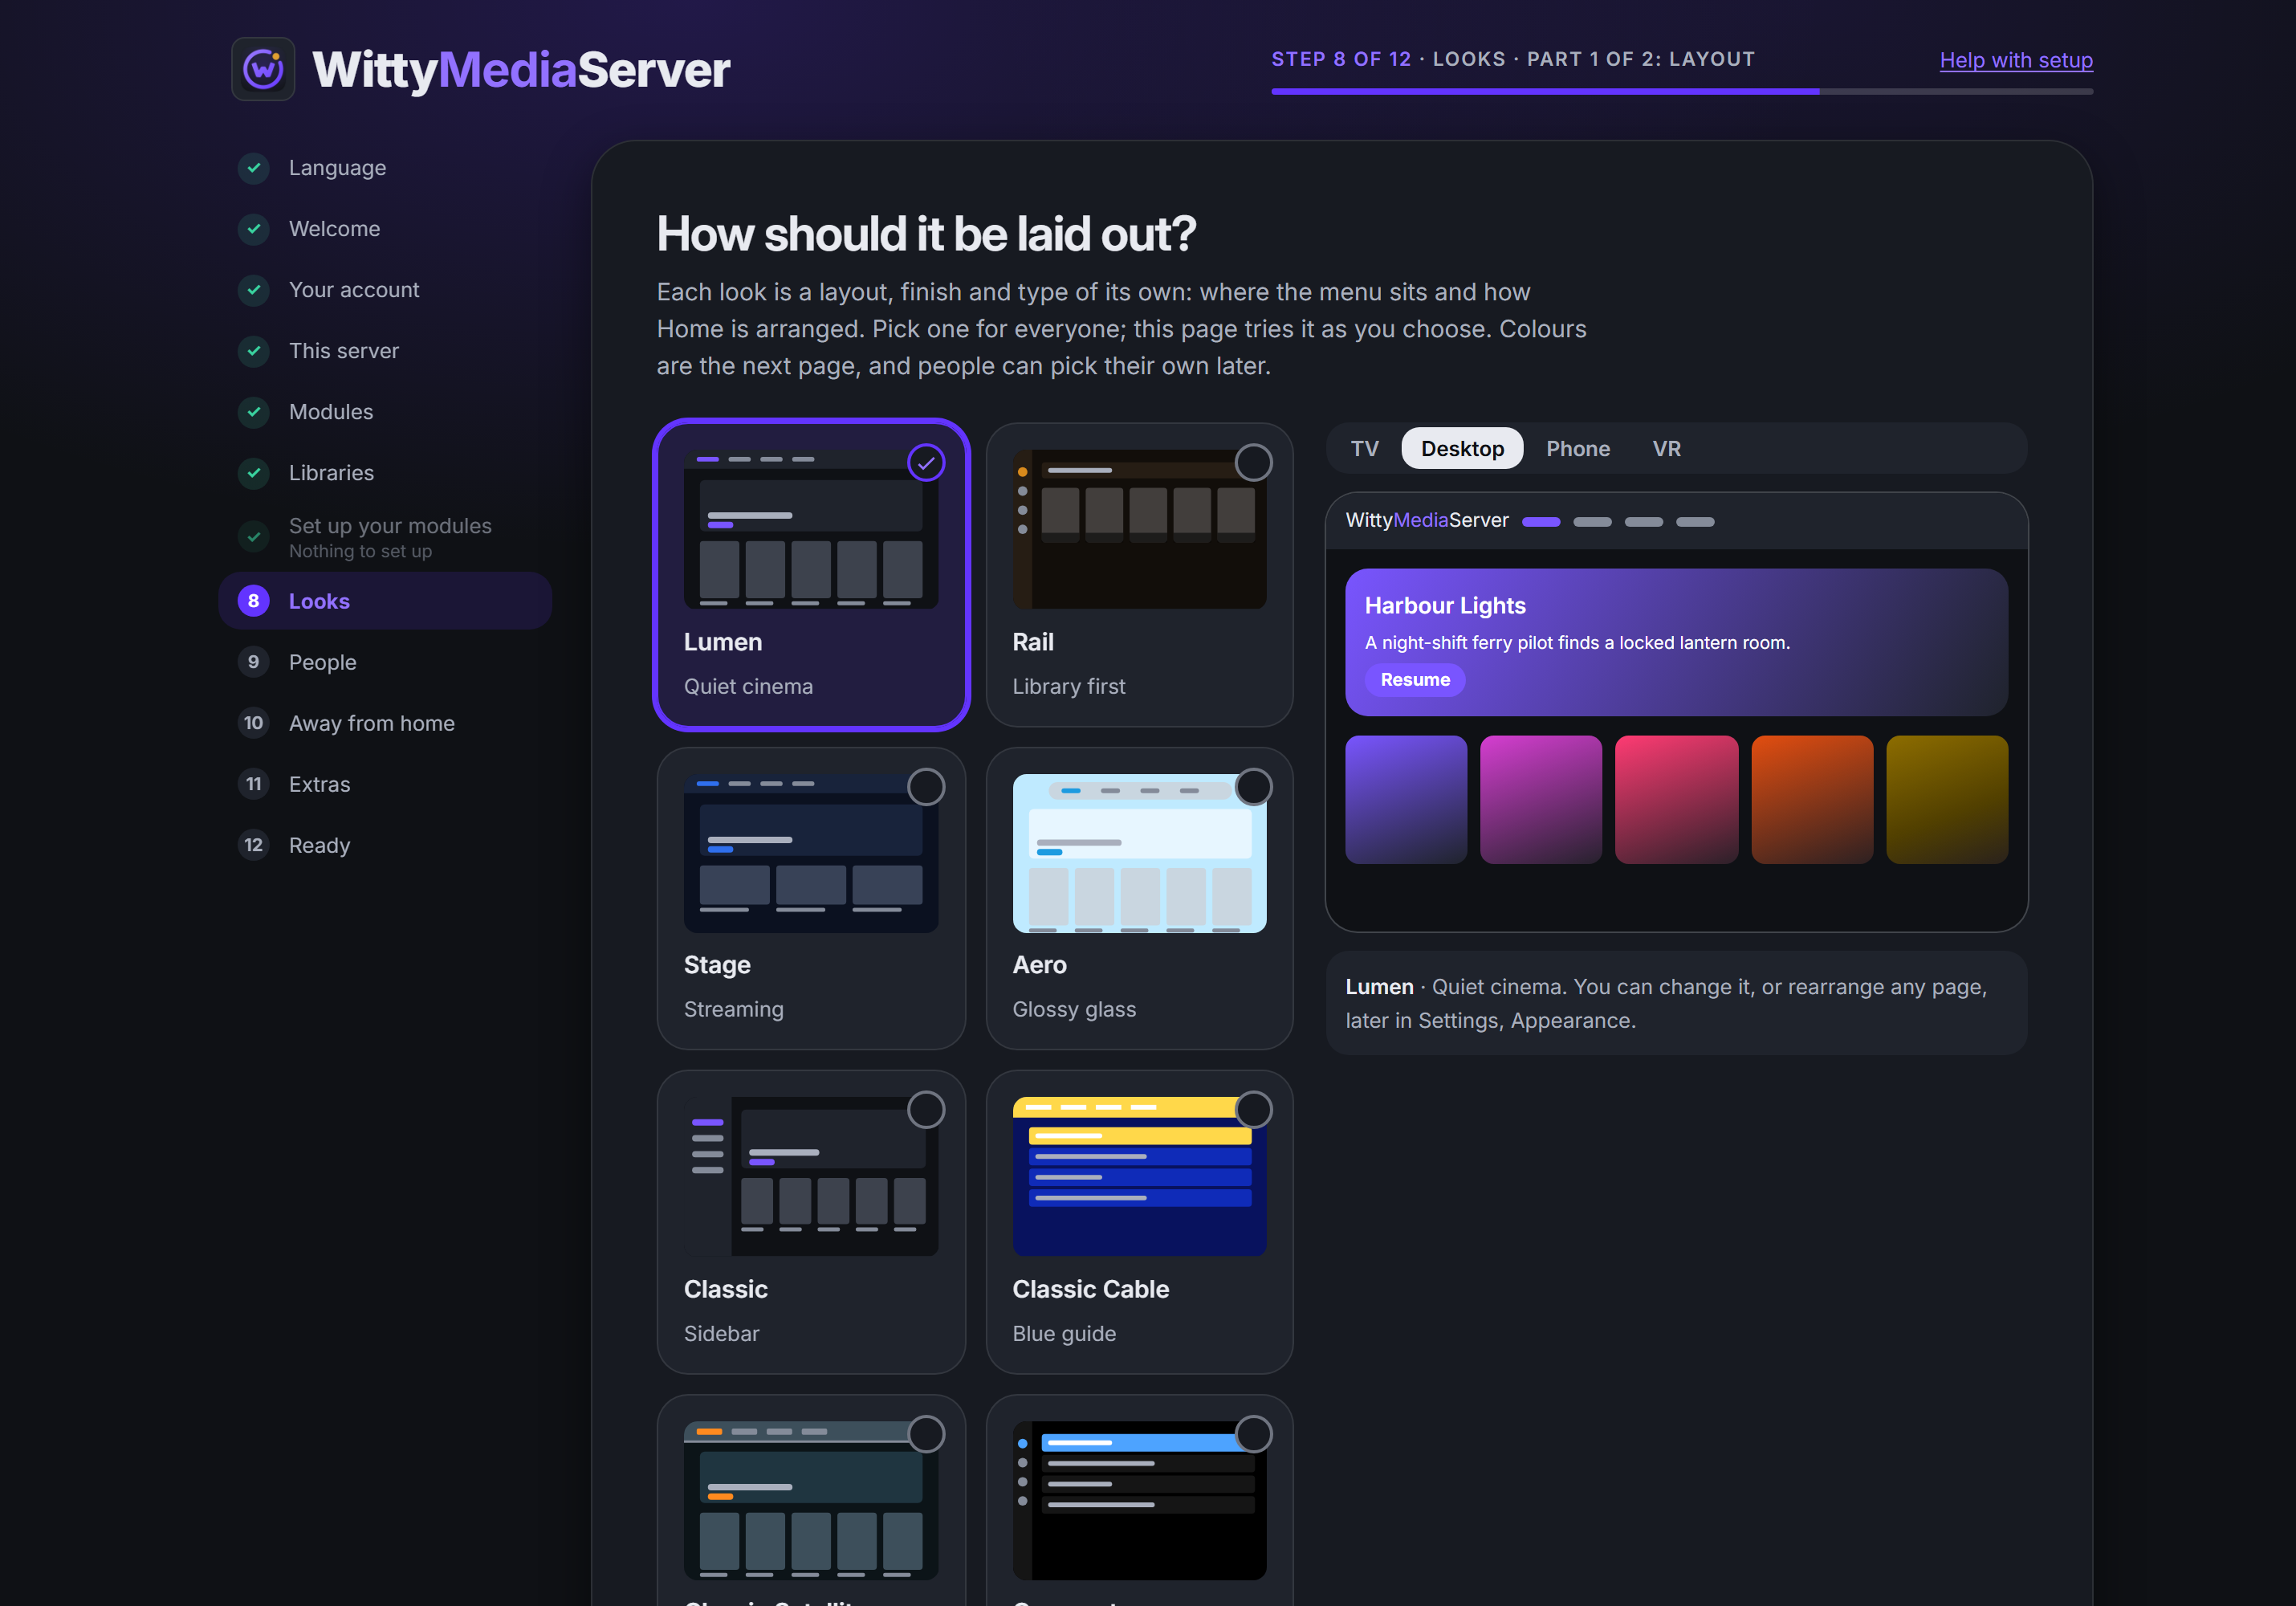 WittyMediaServer
STEP 8 OF 12 · LOOKS · PART 1 OF 2: LAYOUT
Help with setup
Language
Welcome
Your account
This server
Modules
Libraries
Set up your modules
Nothing to set up
8 Looks
9 People
10 Away from home
11 Extras
12 Ready
How should it be laid out?
Each look is a layout, finish and type of its own: where the menu sits and how
Home is arranged. Pick one for everyone; this page tries it as you choose. Colours
are the next page, and people can pick their own later.
Lumen
Quiet cinema
Rail
Library first
Stage
Streaming
Aero
Glossy glass
Classic
Sidebar
Classic Cable
Blue guide
TV Desktop Phone VR
WittyMediaServer
Harbour Lights
A night-shift ferry pilot finds a locked lantern room.
Resume
Lumen · Quiet cinema. You can change it, or rearrange any page,
later in Settings, Appearance.